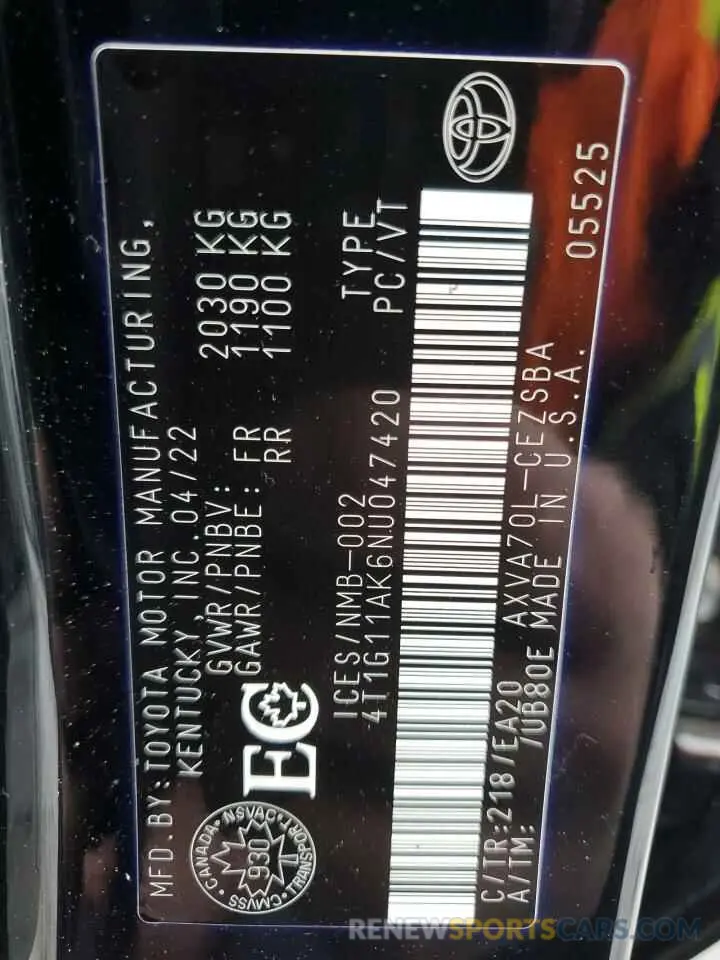 MFD.BY:TOYOTA MOTOR MANUFACTURING,
KENTUCKY, INC.04/22
GVWR/PNBV: 2030 KG
GAWR/PNBE: FR 1190 KG
RR 1100 KG
EC
CANADA NSVAC TRANSPORT CMVSS
930
ICES/NMB-002 TYPE
4T1G11AK6NU047420 PC/VT
C/TR:218/EA20 AXVA70L-CEZSBA
A/TM: /UB80E MADE IN U.S.A. 05525
RENEWSPORTSCARS.COM